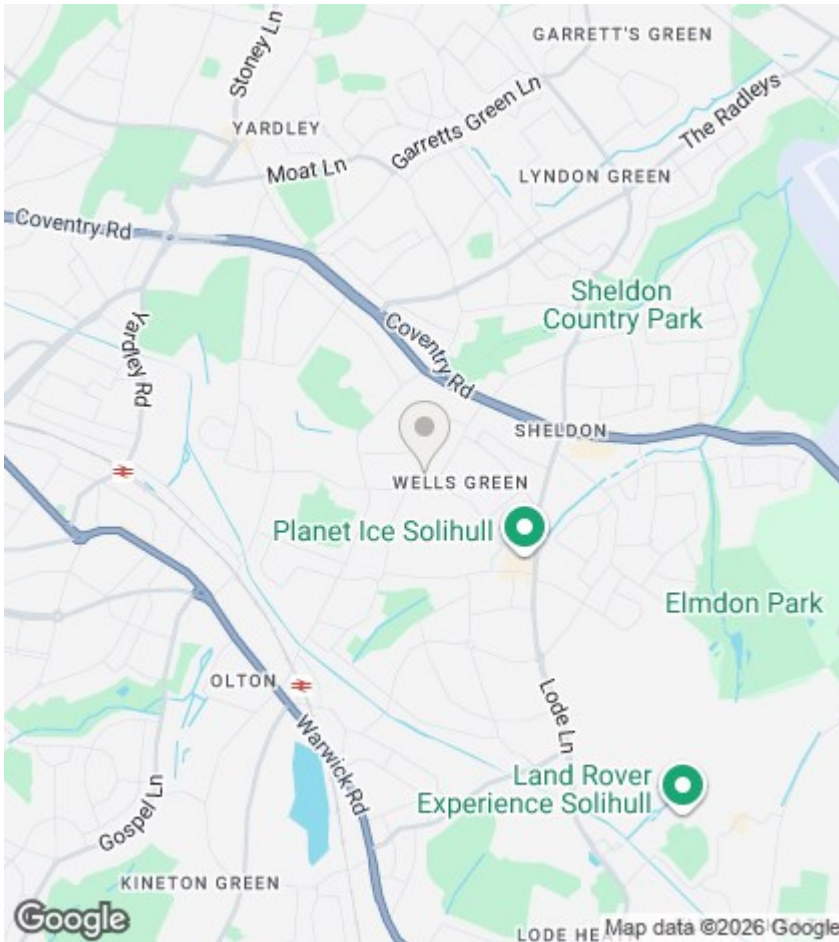 GARRETT'S GREEN
Stoney Ln
YARDLEY
Garretts Green Ln
The Radleys
Moat Ln
LYNDON GREEN
Coventry Rd
Sheldon
Country Park
Yardley Rd
Coventry Rd
SHELDON
WELLS GREEN
Planet Ice Solihull
Elmdon Park
OLTON
Lode Ln
Warwick Rd
Land Rover
Experience Solihull
Gospel Ln
KINETON GREEN
Google
LODE
Map data ©2026 Google